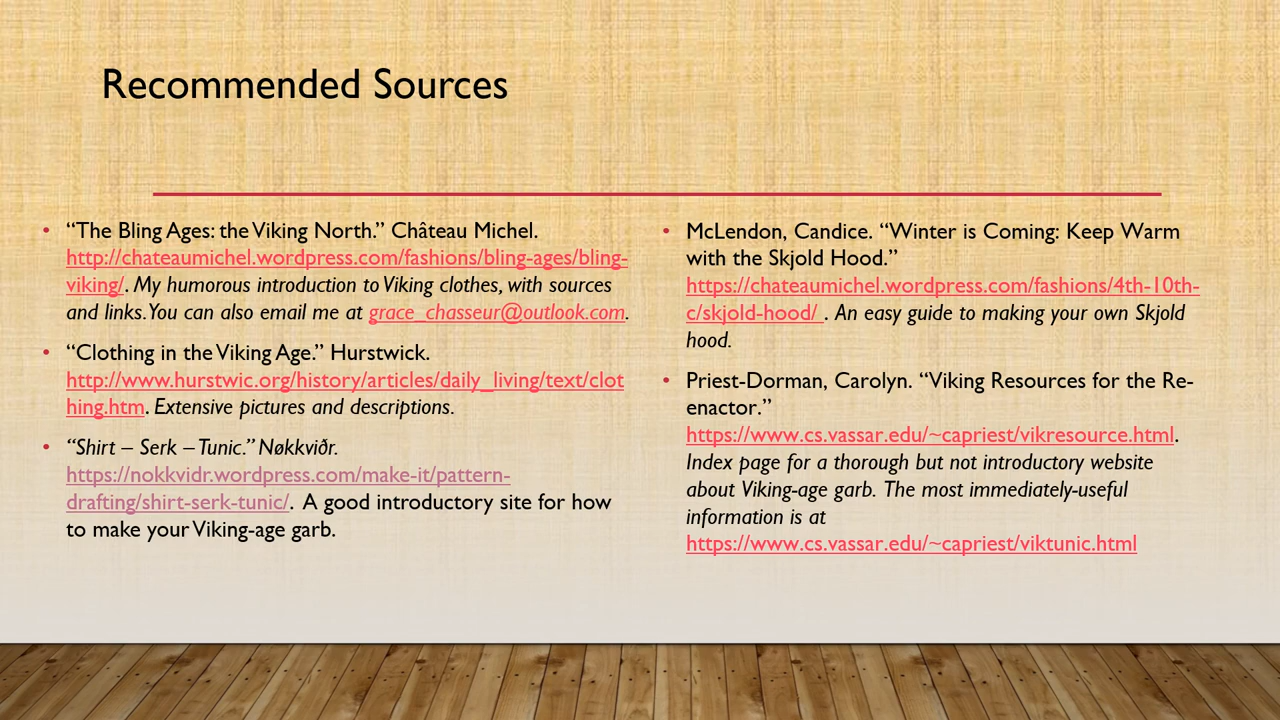 Recommended Sources
• “The Bling Ages: the Viking North.” Château Michel.
http://chateaumichel.wordpress.com/fashions/bling-ages/bling-
viking/. My humorous introduction to Viking clothes, with sources
and links. You can also email me at grace_chasseur@outlook.com.
• “Clothing in the Viking Age.” Hurstwick.
http://www.hurstwic.org/history/articles/daily_living/text/clot
hing.htm. Extensive pictures and descriptions.
• “Shirt – Serk – Tunic.” Nøkkviðr.
https://nokkvidr.wordpress.com/make-it/pattern-
drafting/shirt-serk-tunic/. A good introductory site for how
to make your Viking-age garb.
• McLendon, Candice. “Winter is Coming: Keep Warm
with the Skjold Hood.”
https://chateaumichel.wordpress.com/fashions/4th-10th-
c/skjold-hood/ . An easy guide to making your own Skjold
hood.
• Priest-Dorman, Carolyn. “Viking Resources for the Re-
enactor.”
https://www.cs.vassar.edu/~capriest/vikresource.html.
Index page for a thorough but not introductory website
about Viking-age garb. The most immediately-useful
information is at
https://www.cs.vassar.edu/~capriest/viktunic.html